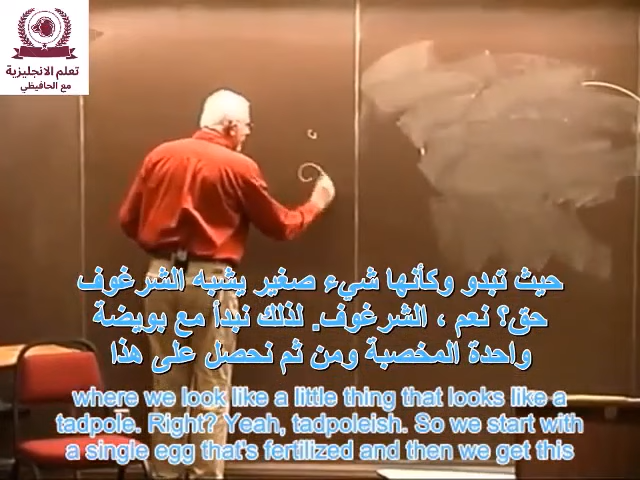 تعلم الانجليزية
مع الحافيظي
حيث تبدو وكأنها شيء صغير يشبه الشرغوف
حق؟ نعم ، الشرغوف. لذلك نبدأ مع بويضة
واحدة المخصبة ومن ثم نحصل على هذا
where we look like a little thing that looks like a
tadpole. Right? Yeah, tadpoleish. So we start with
a single egg that's fertilized and then we get this